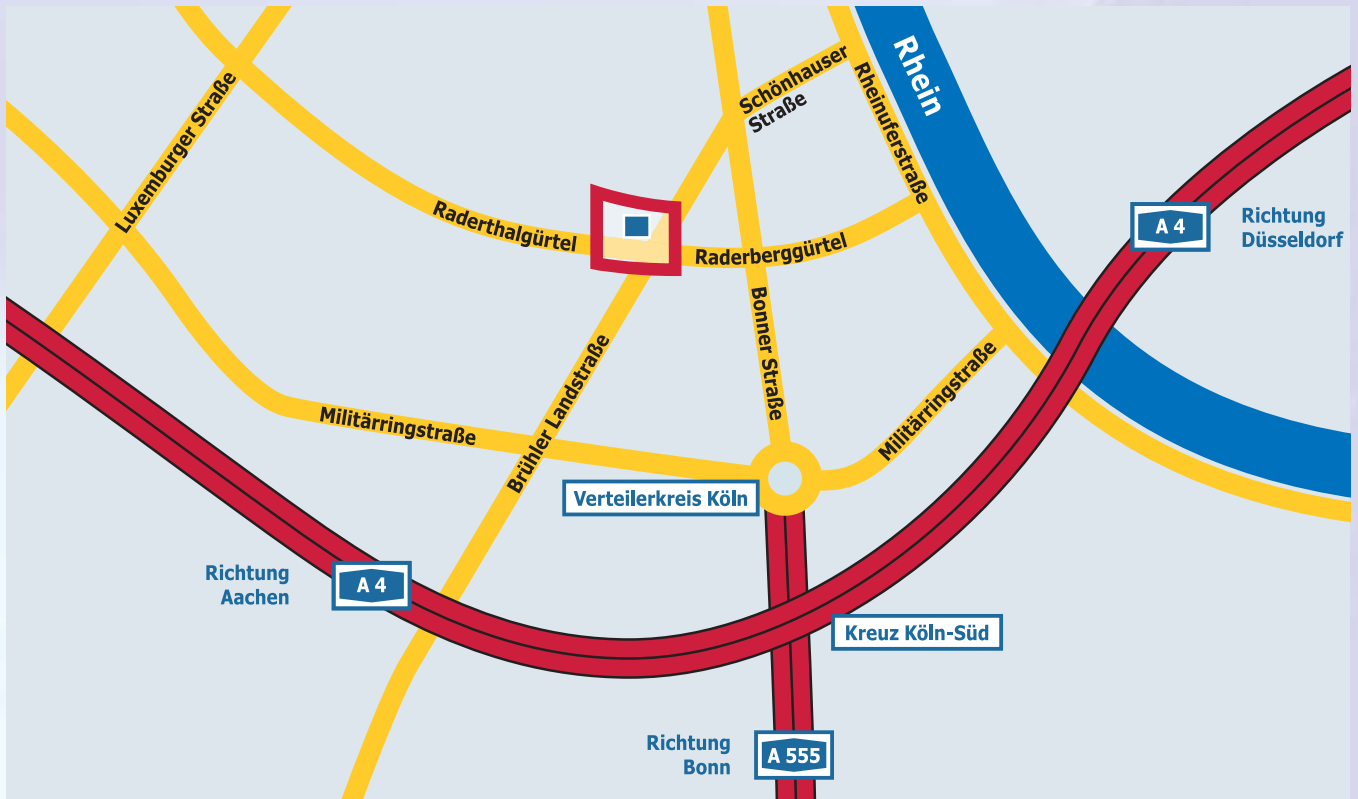 Rhein
Schönhauser
Straße
Rheinuferstraße
Luxemburger Straße
Raderthalgürtel
Raderberggürtel
A 4
Richtung
Düsseldorf
Bonner Straße
Brühler Landstraße
Militärringstraße
Militärringstraße
Verteilerkreis Köln
Richtung
Aachen
A 4
Kreuz Köln-Süd
Richtung
Bonn
A 555